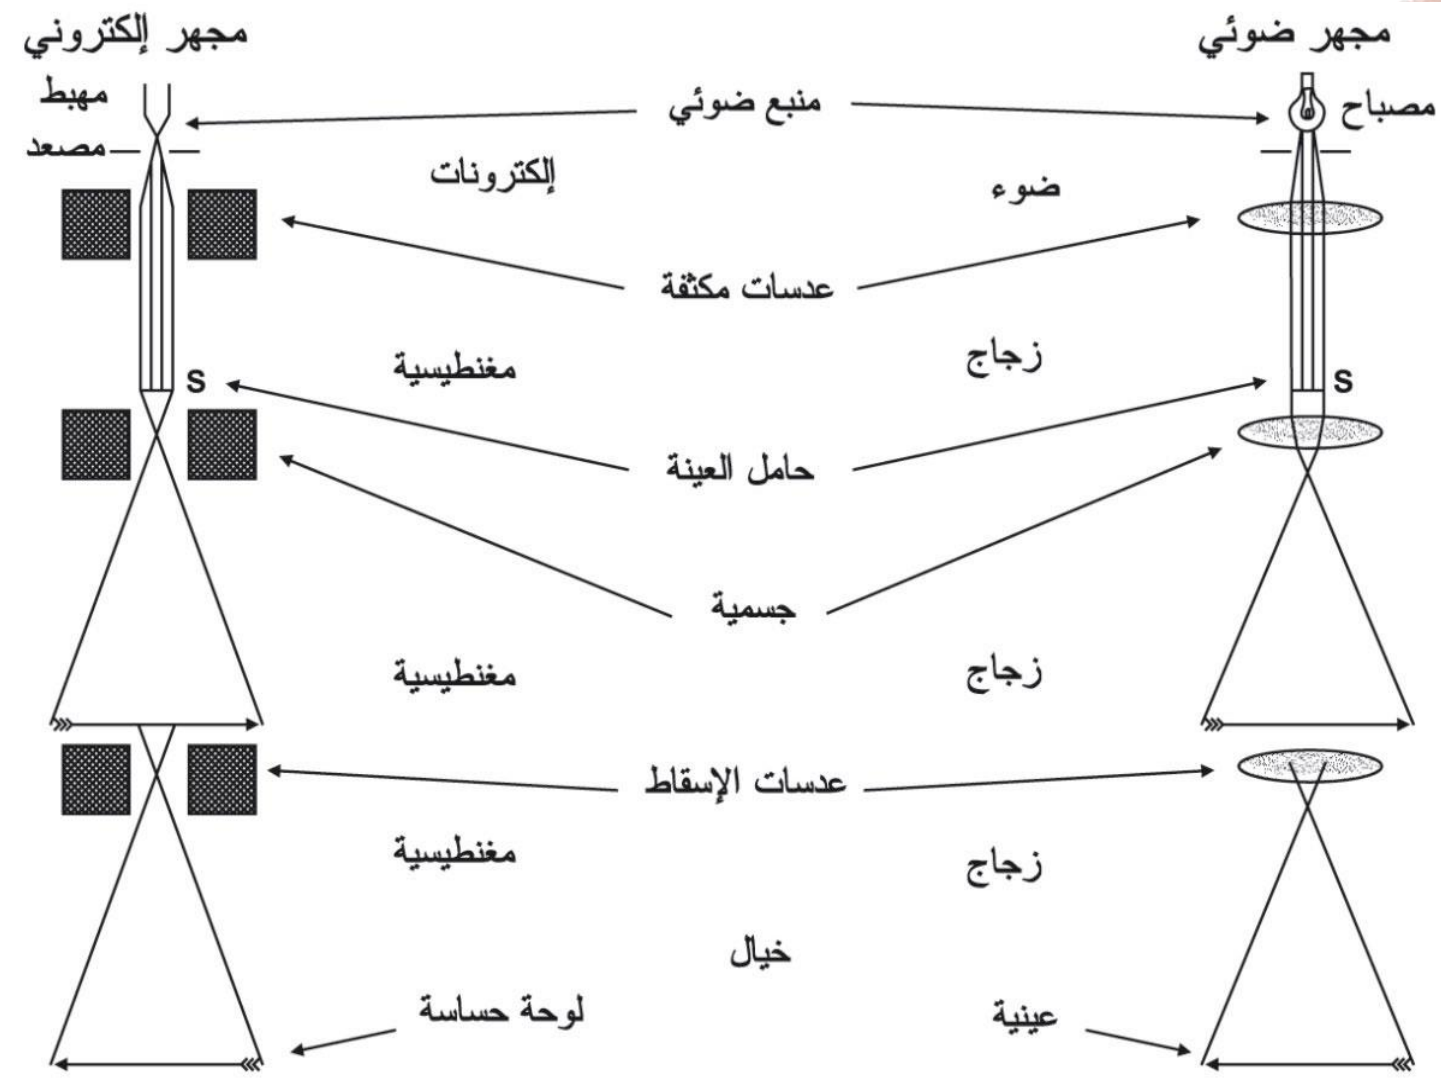 مجهر ضوئي
مجهر إلكتروني
مصباح
منبع ضوئي
مهبط
مصعد
ضوء
إلكترونات
عدسات مكثفة
زجاج
مغنطيسية
S
S
حامل العينة
جسمية
زجاج
مغنطيسية
عدسات الإسقاط
زجاج
مغنطيسية
خيال
عينية
لوحة حساسة